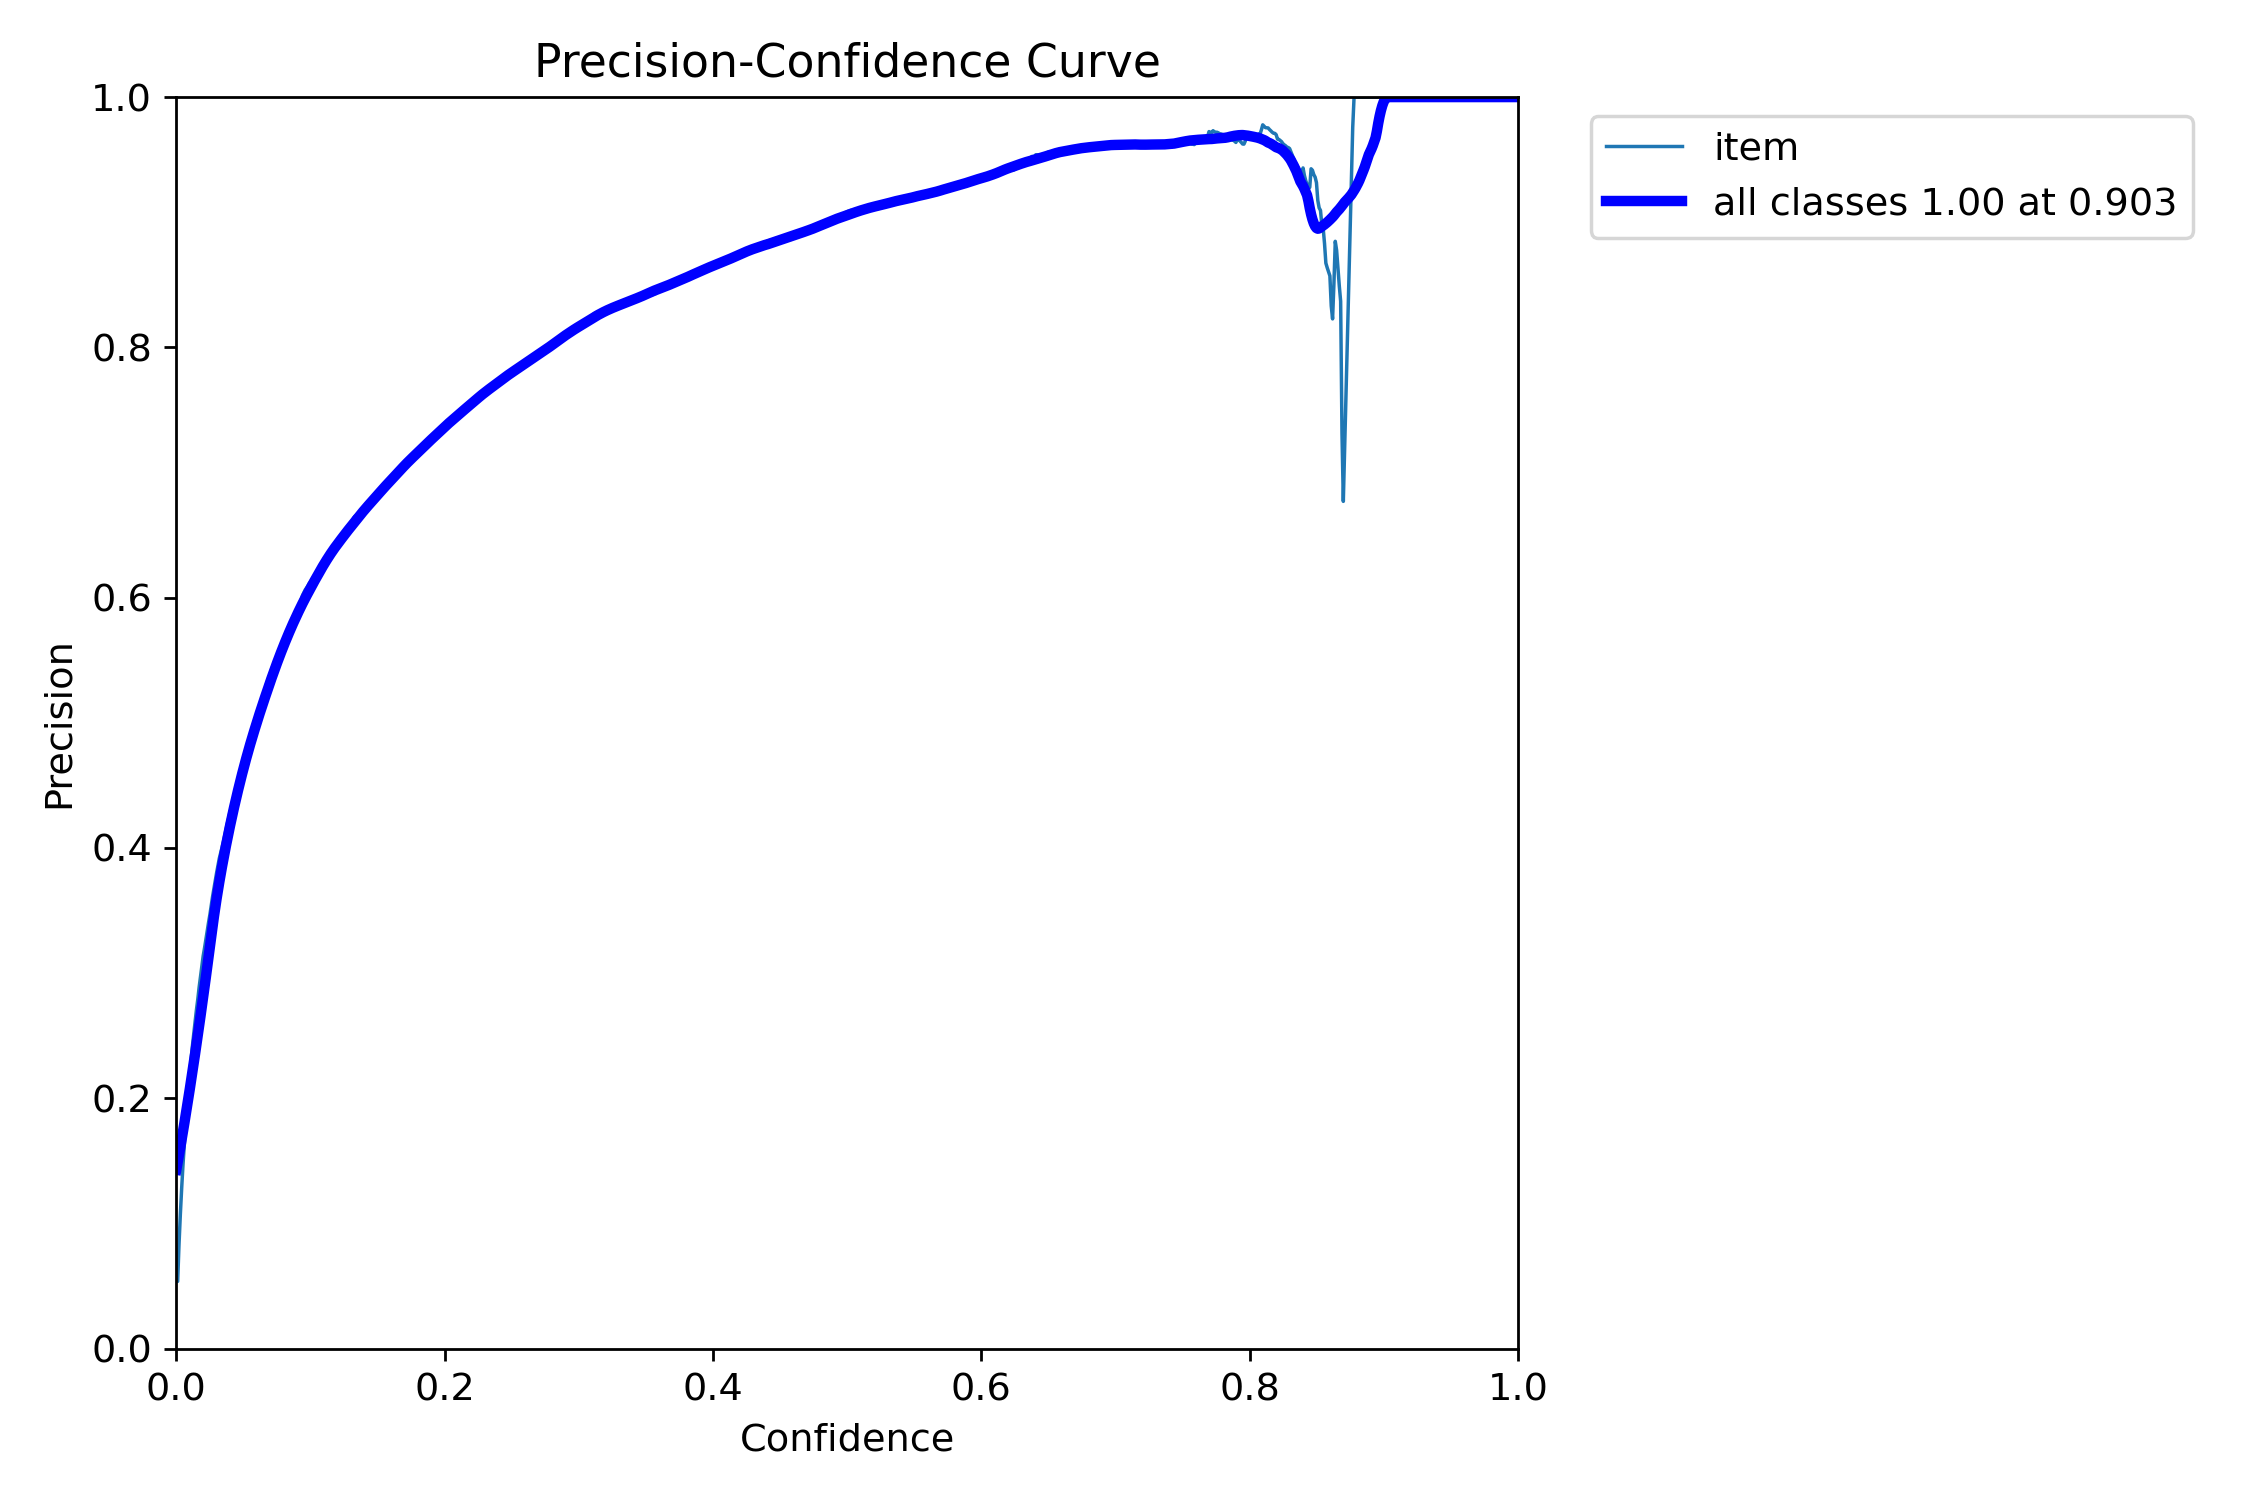 Precision-Confidence Curve
1.0
0.8
0.6
0.4
0.2
0.0
Precision
0.0 0.2 0.4 0.6 0.8 1.0
Confidence
item
all classes 1.00 at 0.903